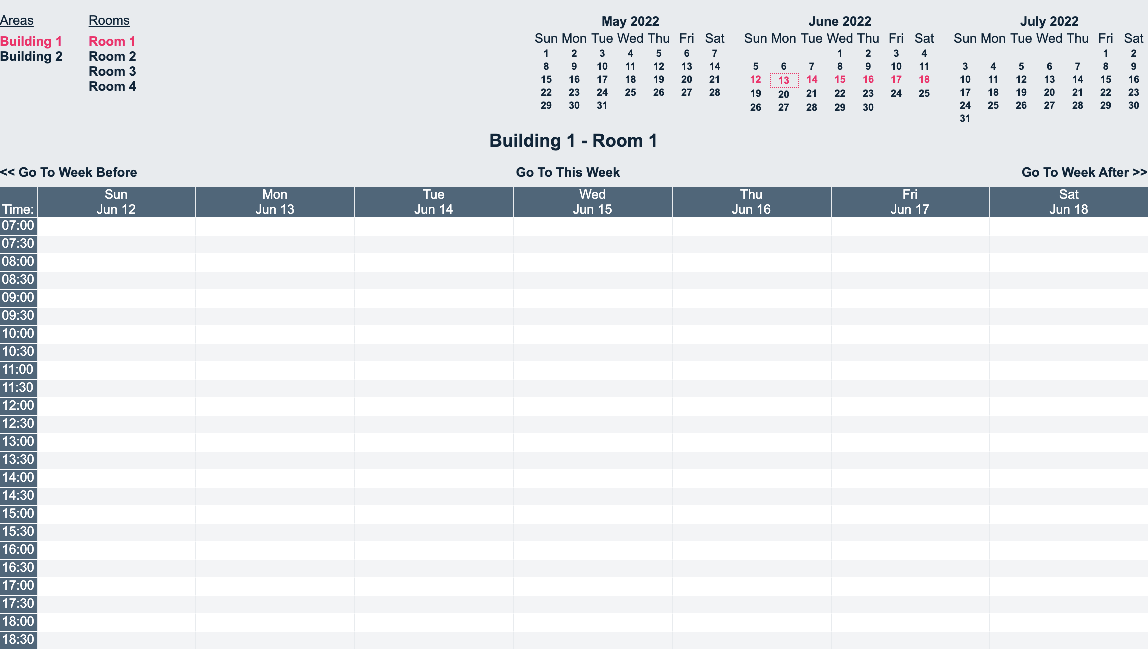 Areas
Building 1
Building 2
Rooms
Room 1
Room 2
Room 3
Room 4
May 2022
Sun Mon Tue Wed Thu Fri Sat
1 2 3 4 5 6 7
8 9 10 11 12 13 14
15 16 17 18 19 20 21
22 23 24 25 26 27 28
29 30 31
June 2022
Sun Mon Tue Wed Thu Fri Sat
1 2 3 4
5 6 7 8 9 10 11
12 13 14 15 16 17 18
19 20 21 22 23 24 25
26 27 28 29 30
July 2022
Sun Mon Tue Wed Thu Fri Sat
1 2
3 4 5 6 7 8 9
10 11 12 13 14 15 16
17 18 19 20 21 22 23
24 25 26 27 28 29 30
31
Building 1 - Room 1
<< Go To Week Before Go To This Week Go To Week After >>
Sun Mon Tue Wed Thu Fri Sat
Time: Jun 12 Jun 13 Jun 14 Jun 15 Jun 16 Jun 17 Jun 18
07:00
07:30
08:00
08:30
09:00
09:30
10:00
10:30
11:00
11:30
12:00
12:30
13:00
13:30
14:00
14:30
15:00
15:30
16:00
16:30
17:00
17:30
18:00
18:30